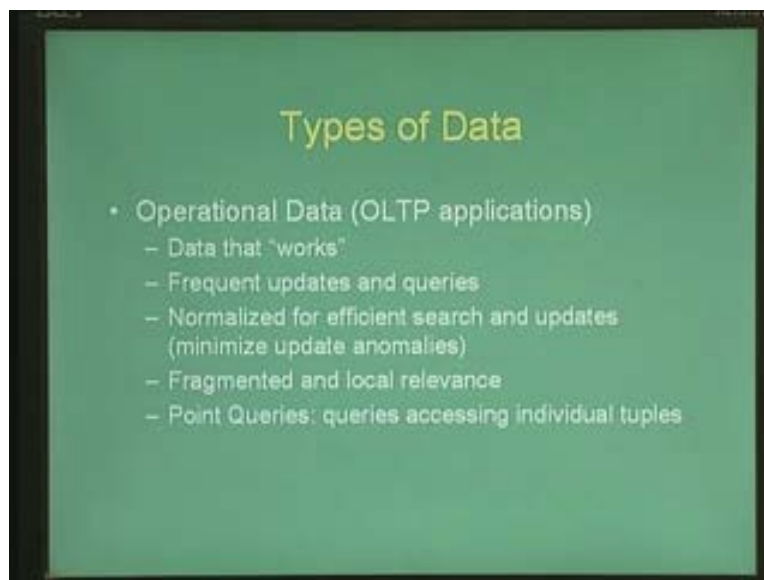 Types of Data
• Operational Data (OLTP applications)
– Data that "works"
– Frequent updates and queries
– Normalized for efficient search and updates
(minimize update anomalies)
– Fragmented and local relevance
– Point Queries: queries accessing individual tuples